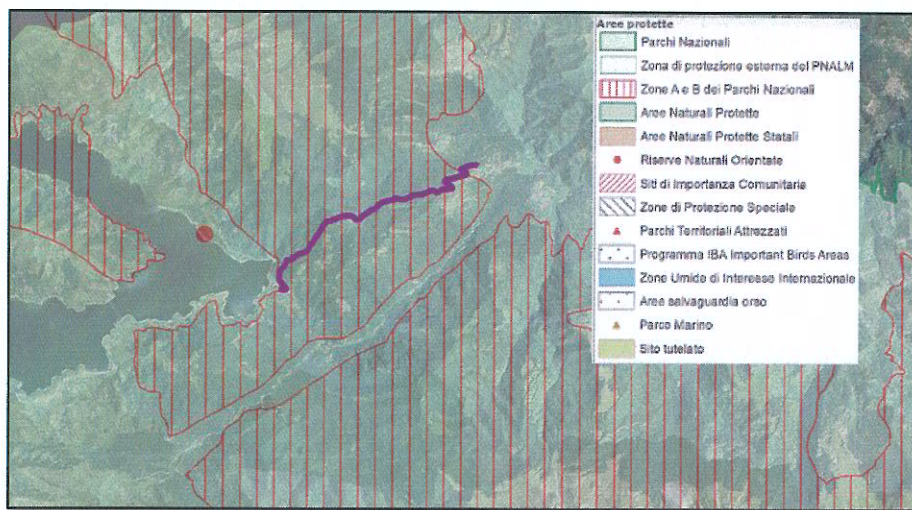 Aree protette
Parchi Nazionali
Zona di protezione esterna del PNALM
Zone A e B dei Parchi Nazionali
Aree Naturali Protette
Aree Naturali Protette Statali
Riserve Naturali Orientate
Siti di Importanza Comunitaria
Zone di Protezione Speciale
Parchi Territoriali Attrezzati
Programma IBA Important Birds Areas
Zone Umide di Interesse Internazionale
Aree salvaguardia orso
Parco Marino
Sito tutelato